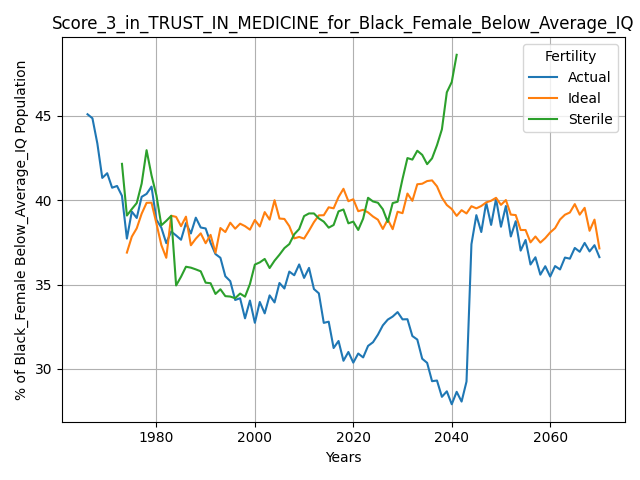 Score_3_in_TRUST_IN_MEDICINE_for_Black_Female_Below_Average_IQ
% of Black_Female Below_Average_IQ Population
45
40
35
30
Fertility
Actual
Ideal
Sterile
1980
2000
2020
2040
2060
Years